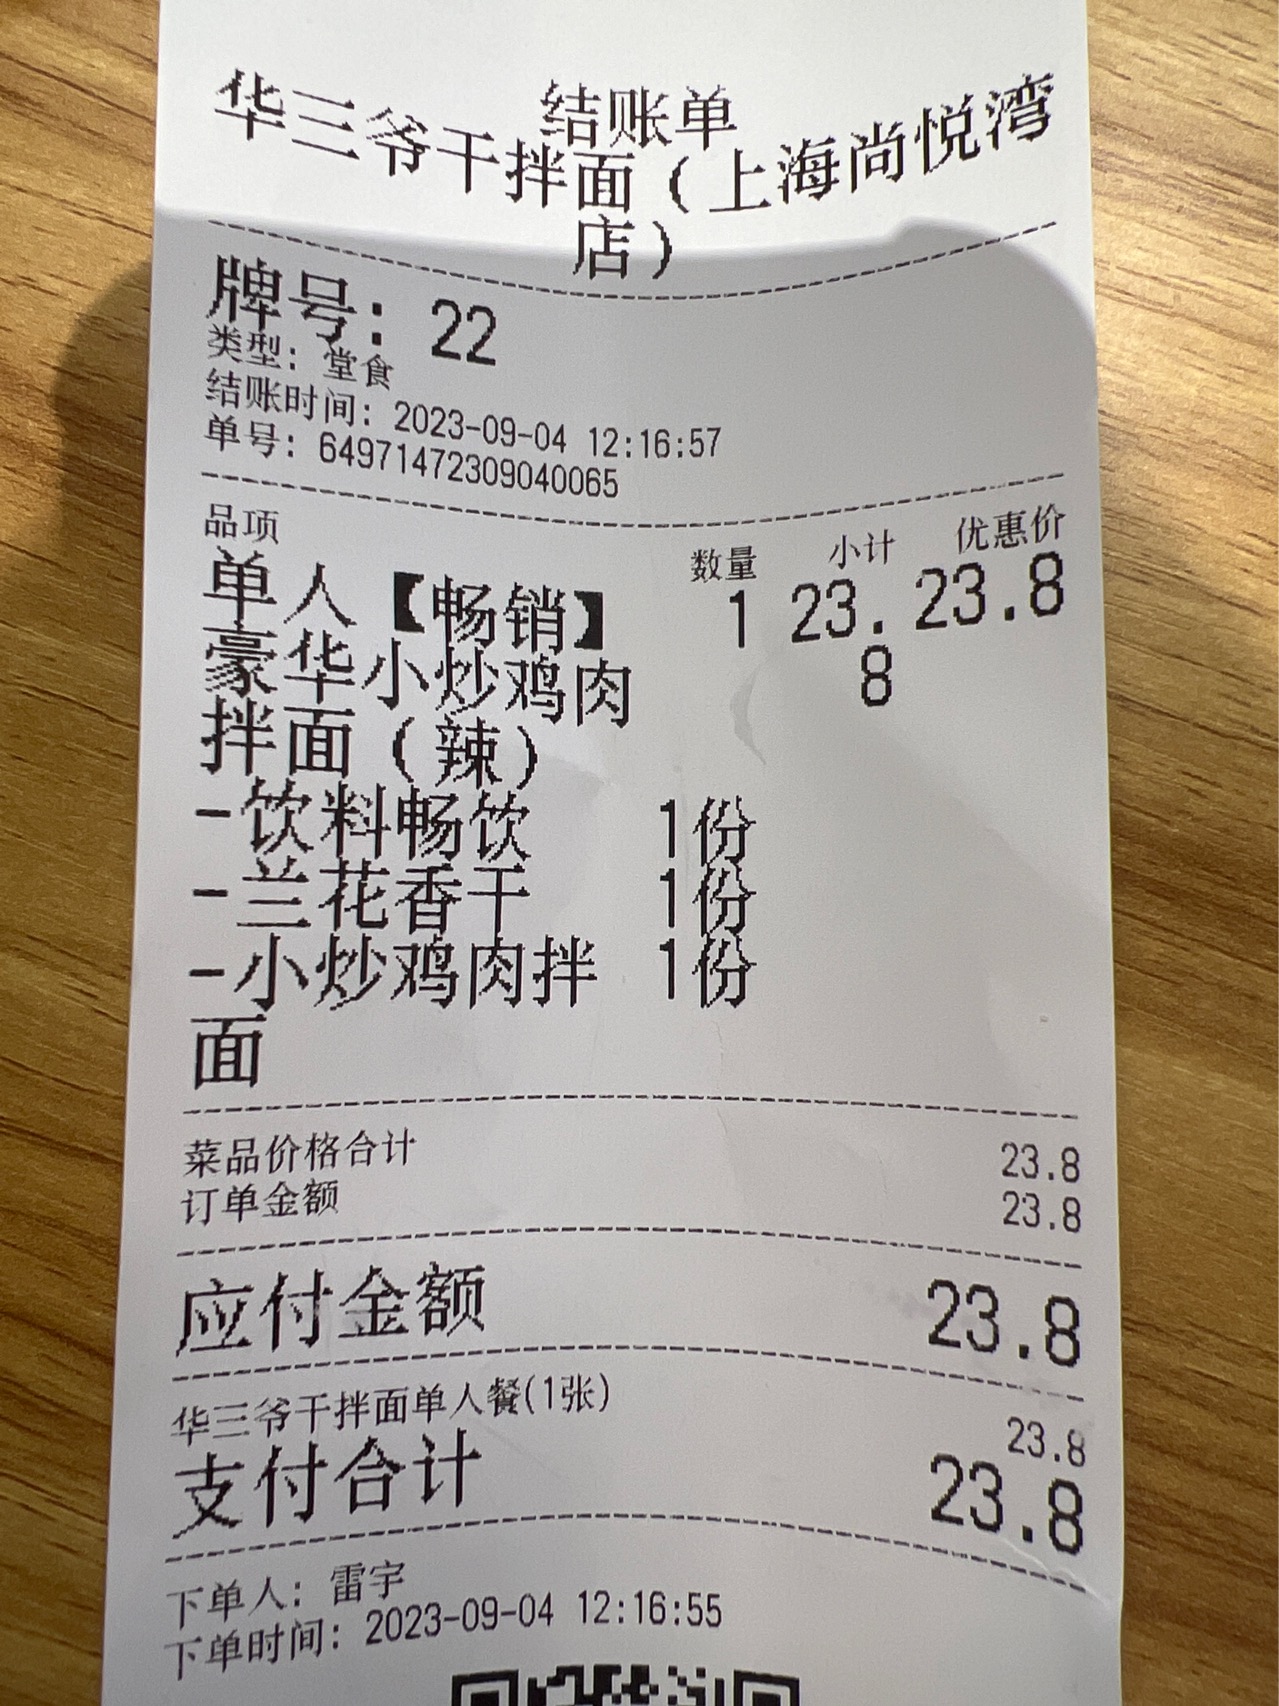 结账单
华三爷干拌面（上海尚悦湾
店）
牌号：22
类型：堂食
结账时间：2023-09-04 12:16:57
单号：64971472309040065
品项 数量 小计 优惠价
单人【畅销】 1 23. 23.8
豪华小炒鸡肉 8
拌面（辣）
-饮料畅饮 1份
-兰花香干 1份
-小炒鸡肉拌 1份
面
菜品价格合计 23.8
订单金额 23.8
应付金额 23.8
华三爷干拌面单人餐(1张) 23.8
支付合计 23.8
下单人：雷宇
下单时间：2023-09-04 12:16:55